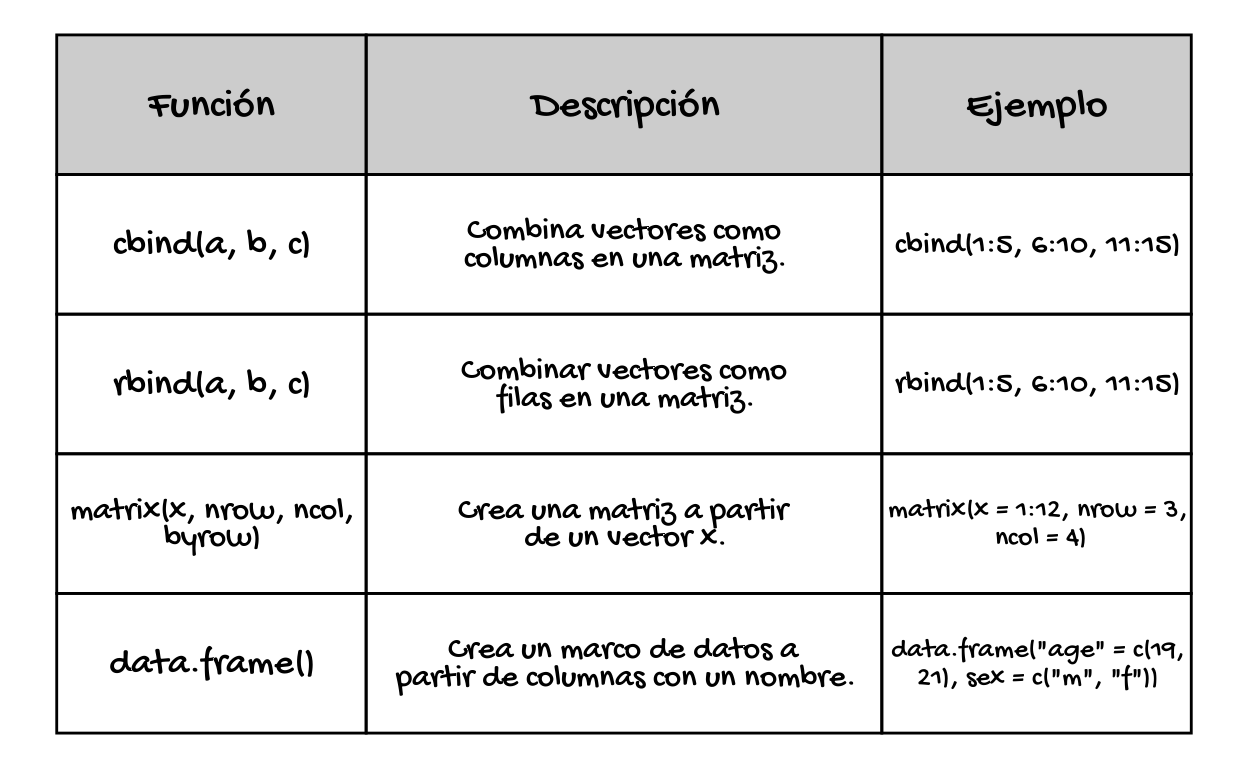 Función
Descripción
Ejemplo
cbind(a, b, c)
Combina vectores como
columnas en una matriz.
cbind(1:5, 6:10, 11:15)
rbind(a, b, c)
Combinar vectores como
filas en una matriz.
rbind(1:5, 6:10, 11:15)
matrix(x, nrow, ncol,
byrow)
Crea una matriz a partir
de un vector x.
matrix(x = 1:12, nrow = 3,
ncol = 4)
data.frame()
Crea un marco de datos a
partir de columnas con un nombre.
data.frame("age" = c(19,
21), sex = c("m", "f"))